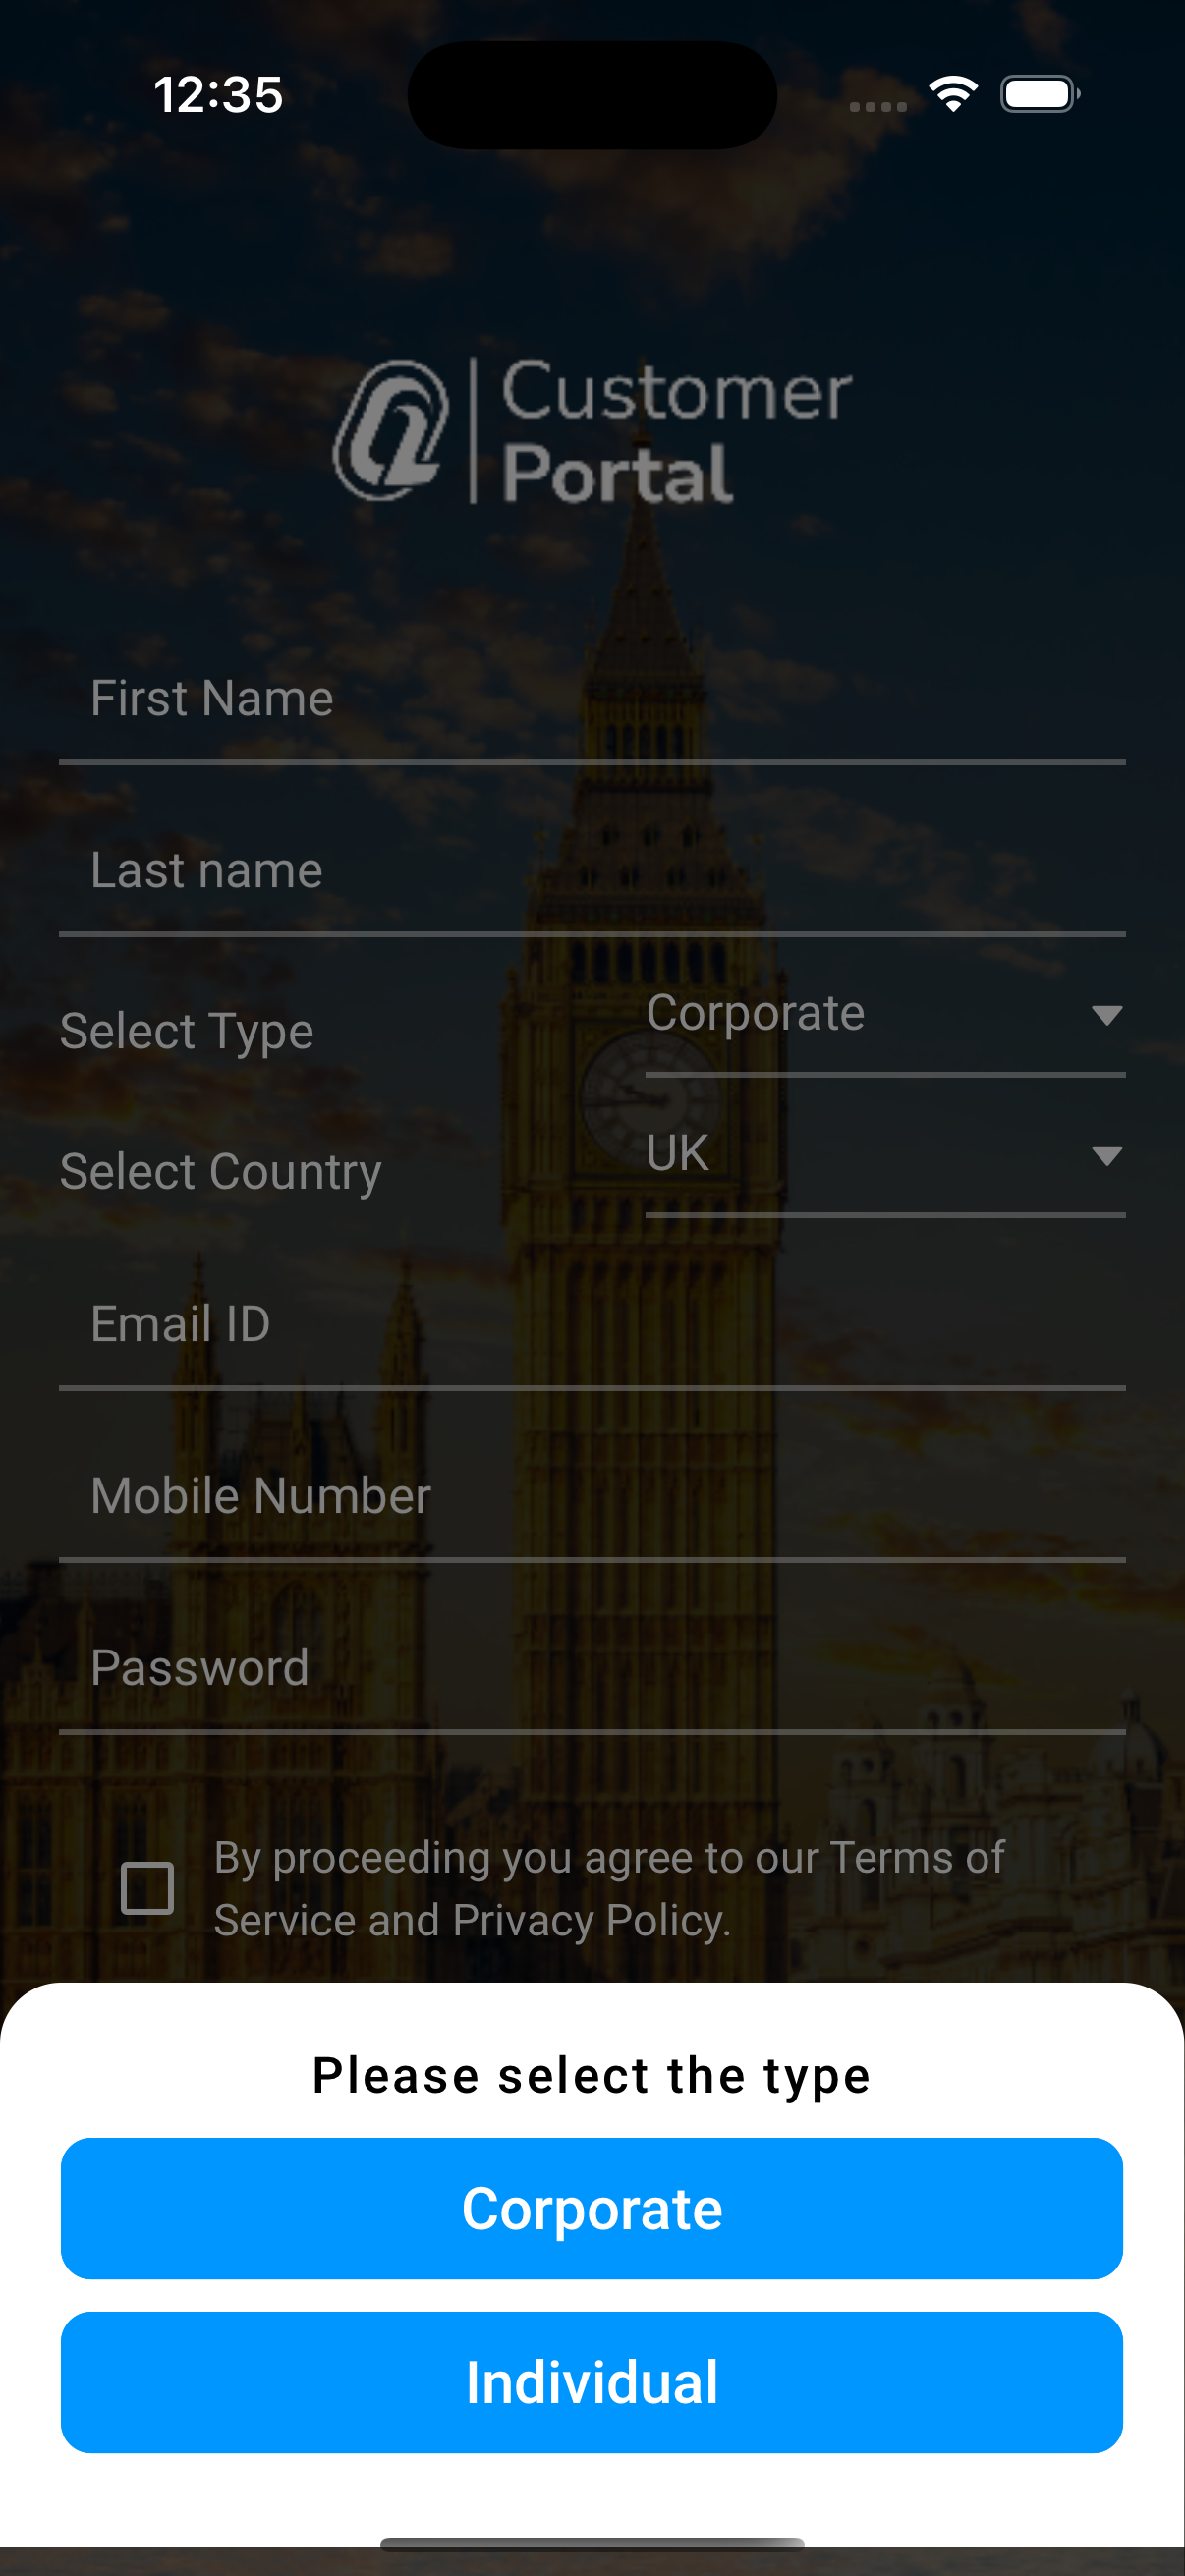 12:35
Customer
Portal
First Name
Last name
Select Type
Corporate
Select Country
UK
Email ID
Mobile Number
Password
By proceeding you agree to our Terms of
Service and Privacy Policy.
Please select the type
Corporate
Individual